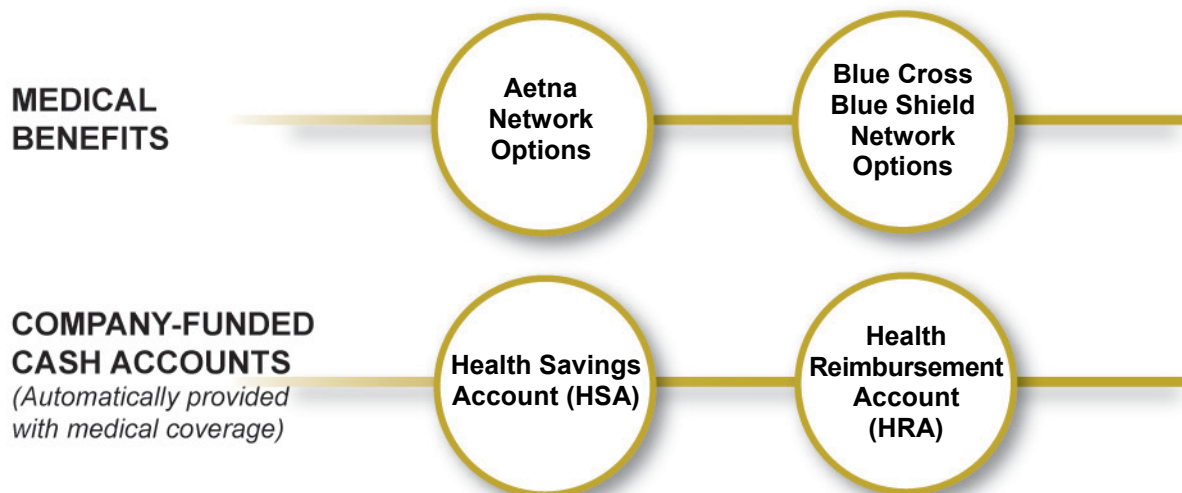 MEDICAL
BENEFITS
Aetna
Network
Options
Blue Cross
Blue Shield
Network
Options
COMPANY-FUNDED
CASH ACCOUNTS
(Automatically provided
with medical coverage)
Health Savings
Account (HSA)
Health
Reimbursement
Account
(HRA)